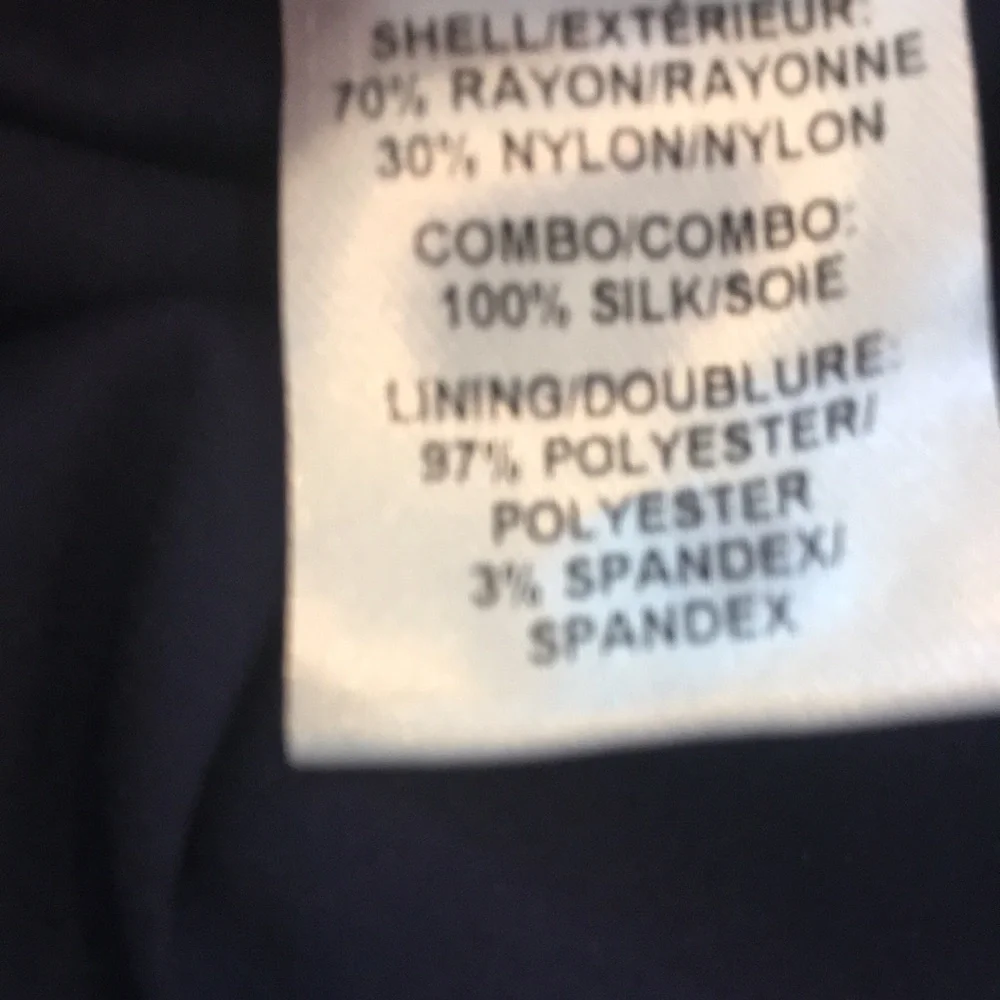 SHELL/EXTÉRIEUR:
70% RAYON/RAYONNE
30% NYLON/NYLON
COMBO/COMBO:
100% SILK/SOIE
LINING/DOUBLURE:
97% POLYESTER/
POLYESTER
3% SPANDEX/
SPANDEX